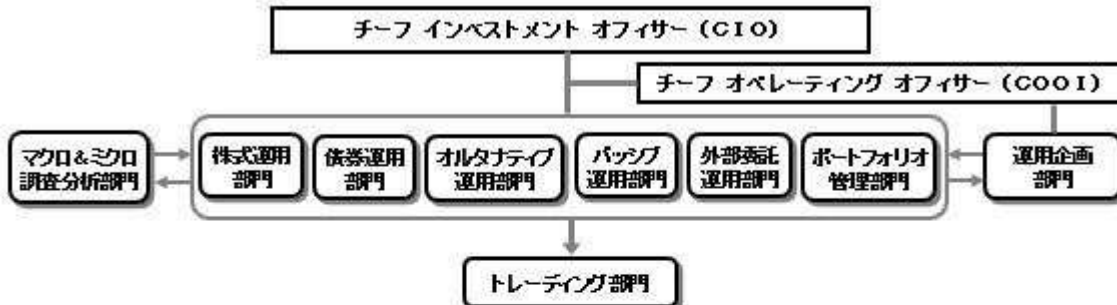 チーフ インベストメント オフィサー (CIO)
チーフ オペレーティング オフィサー (COOI)
マクロ&ミクロ
調査分析部門
株式運用
部門
債券運用
部門
オルタナティブ
運用部門
パッシブ
運用部門
外部委託
運用部門
ポートフォリオ
管理部門
運用企画
部門
トレーディング部門